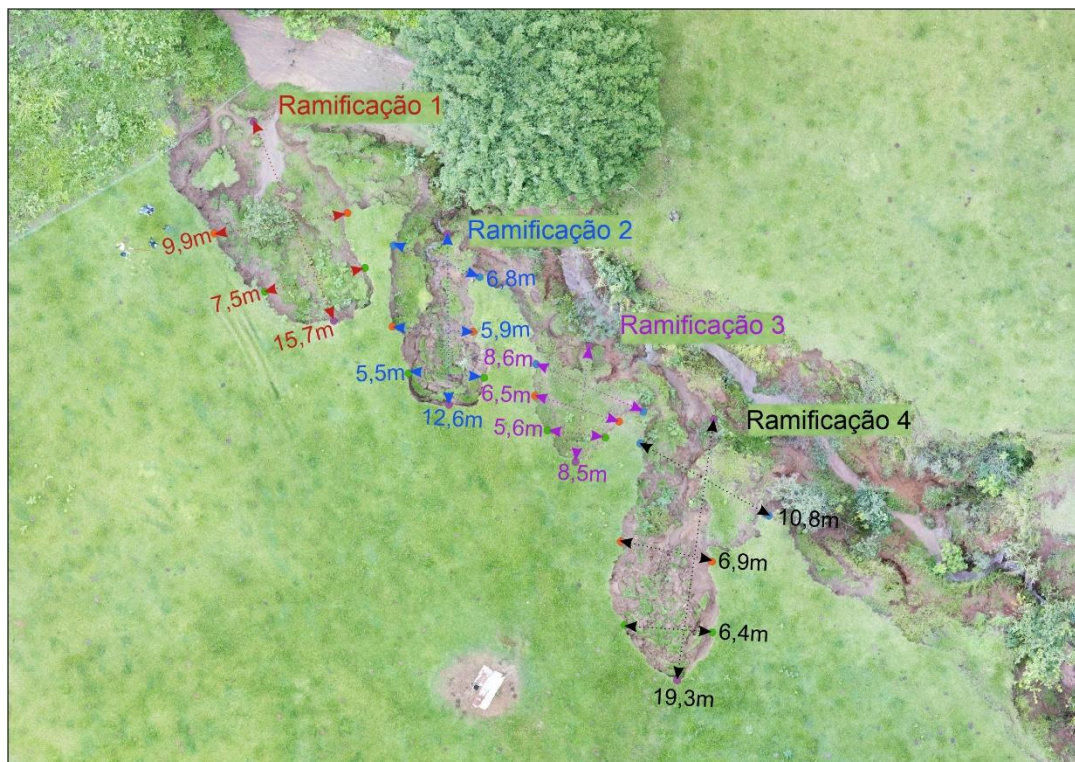 Ramificação 1
9,9m
7,5m
15,7m
Ramificação 2
6,8m
5,9m
5,5m
12,6m
Ramificação 3
8,6m
6,5m
5,6m
8,5m
Ramificação 4
10,8m
6,9m
6,4m
19,3m